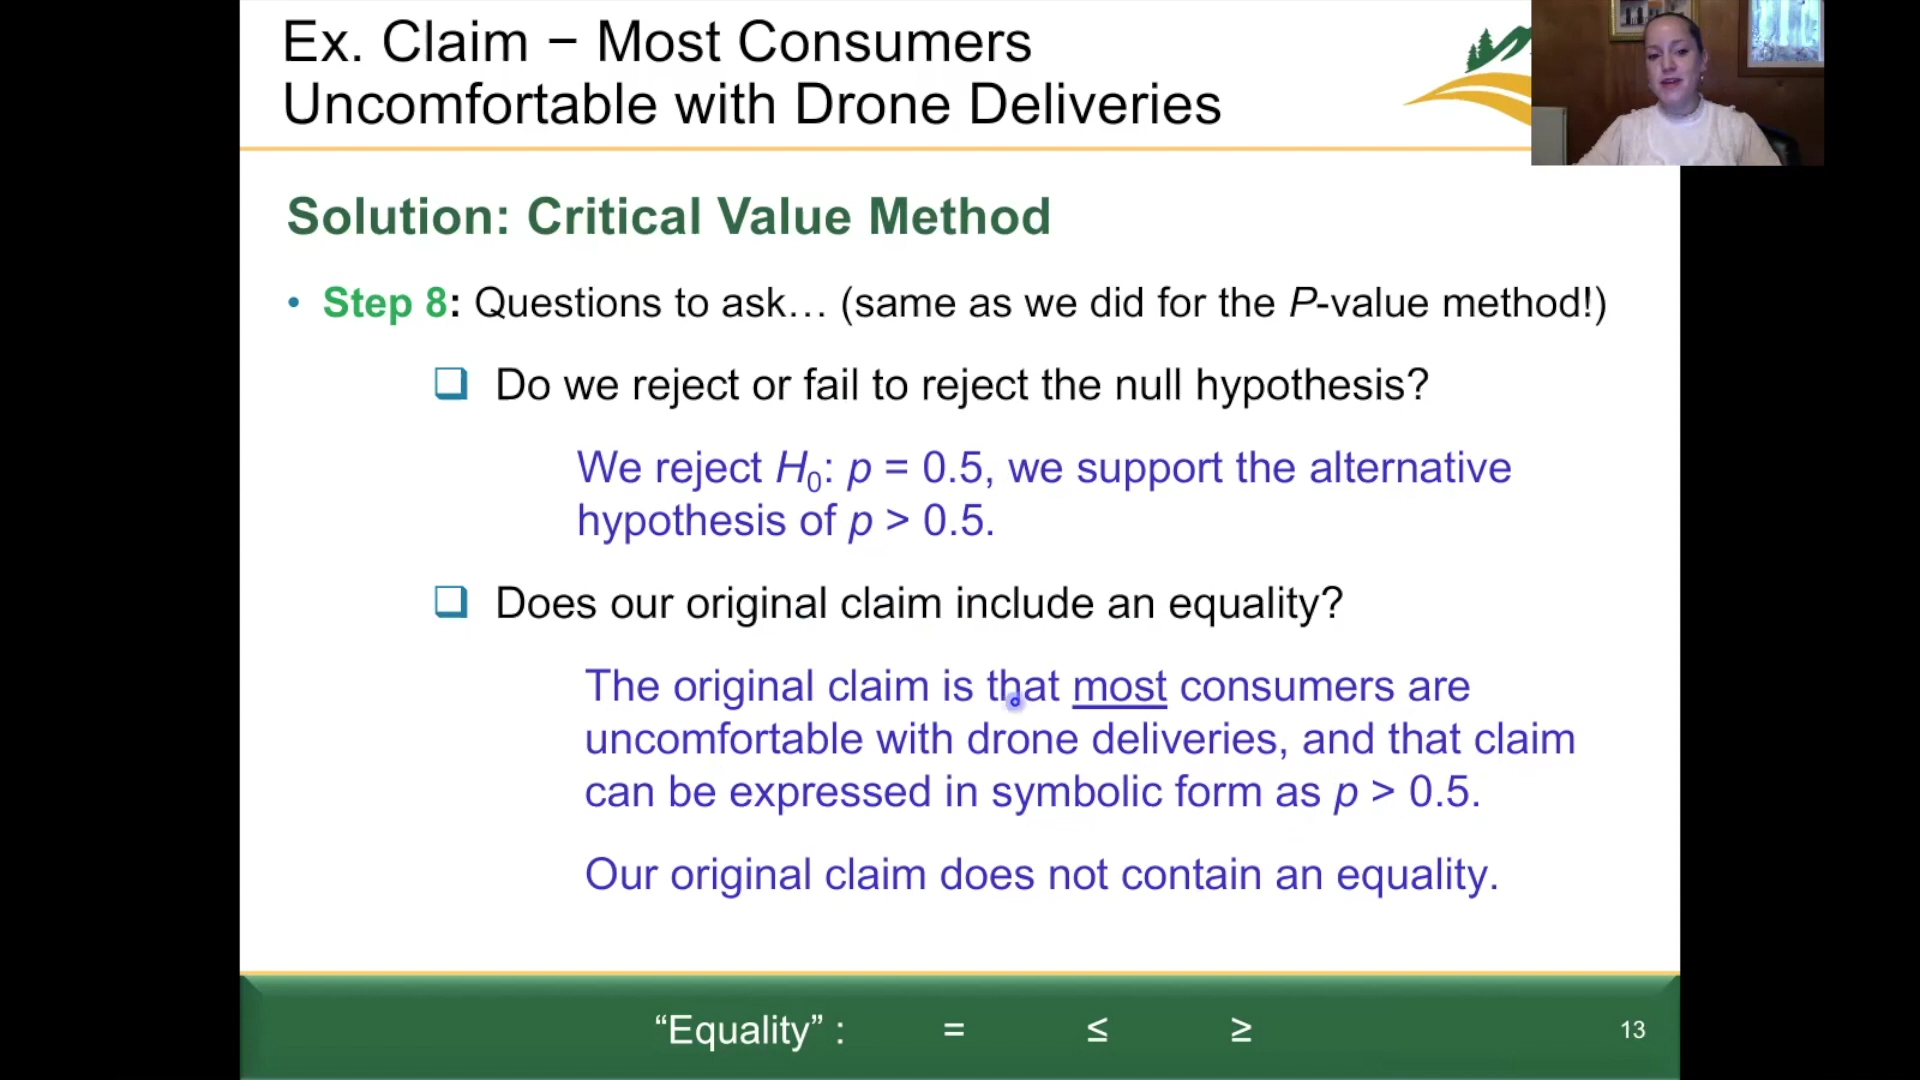 Ex. Claim − Most Consumers
Uncomfortable with Drone Deliveries
Solution: Critical Value Method
• Step 8: Questions to ask… (same as we did for the P-value method!)
❑ Do we reject or fail to reject the null hypothesis?
We reject H₀: p = 0.5, we support the alternative
hypothesis of p > 0.5.
❑ Does our original claim include an equality?
The original claim is that most consumers are
uncomfortable with drone deliveries, and that claim
can be expressed in symbolic form as p > 0.5.
Our original claim does not contain an equality.
“Equality” : = ≤ ≥
13